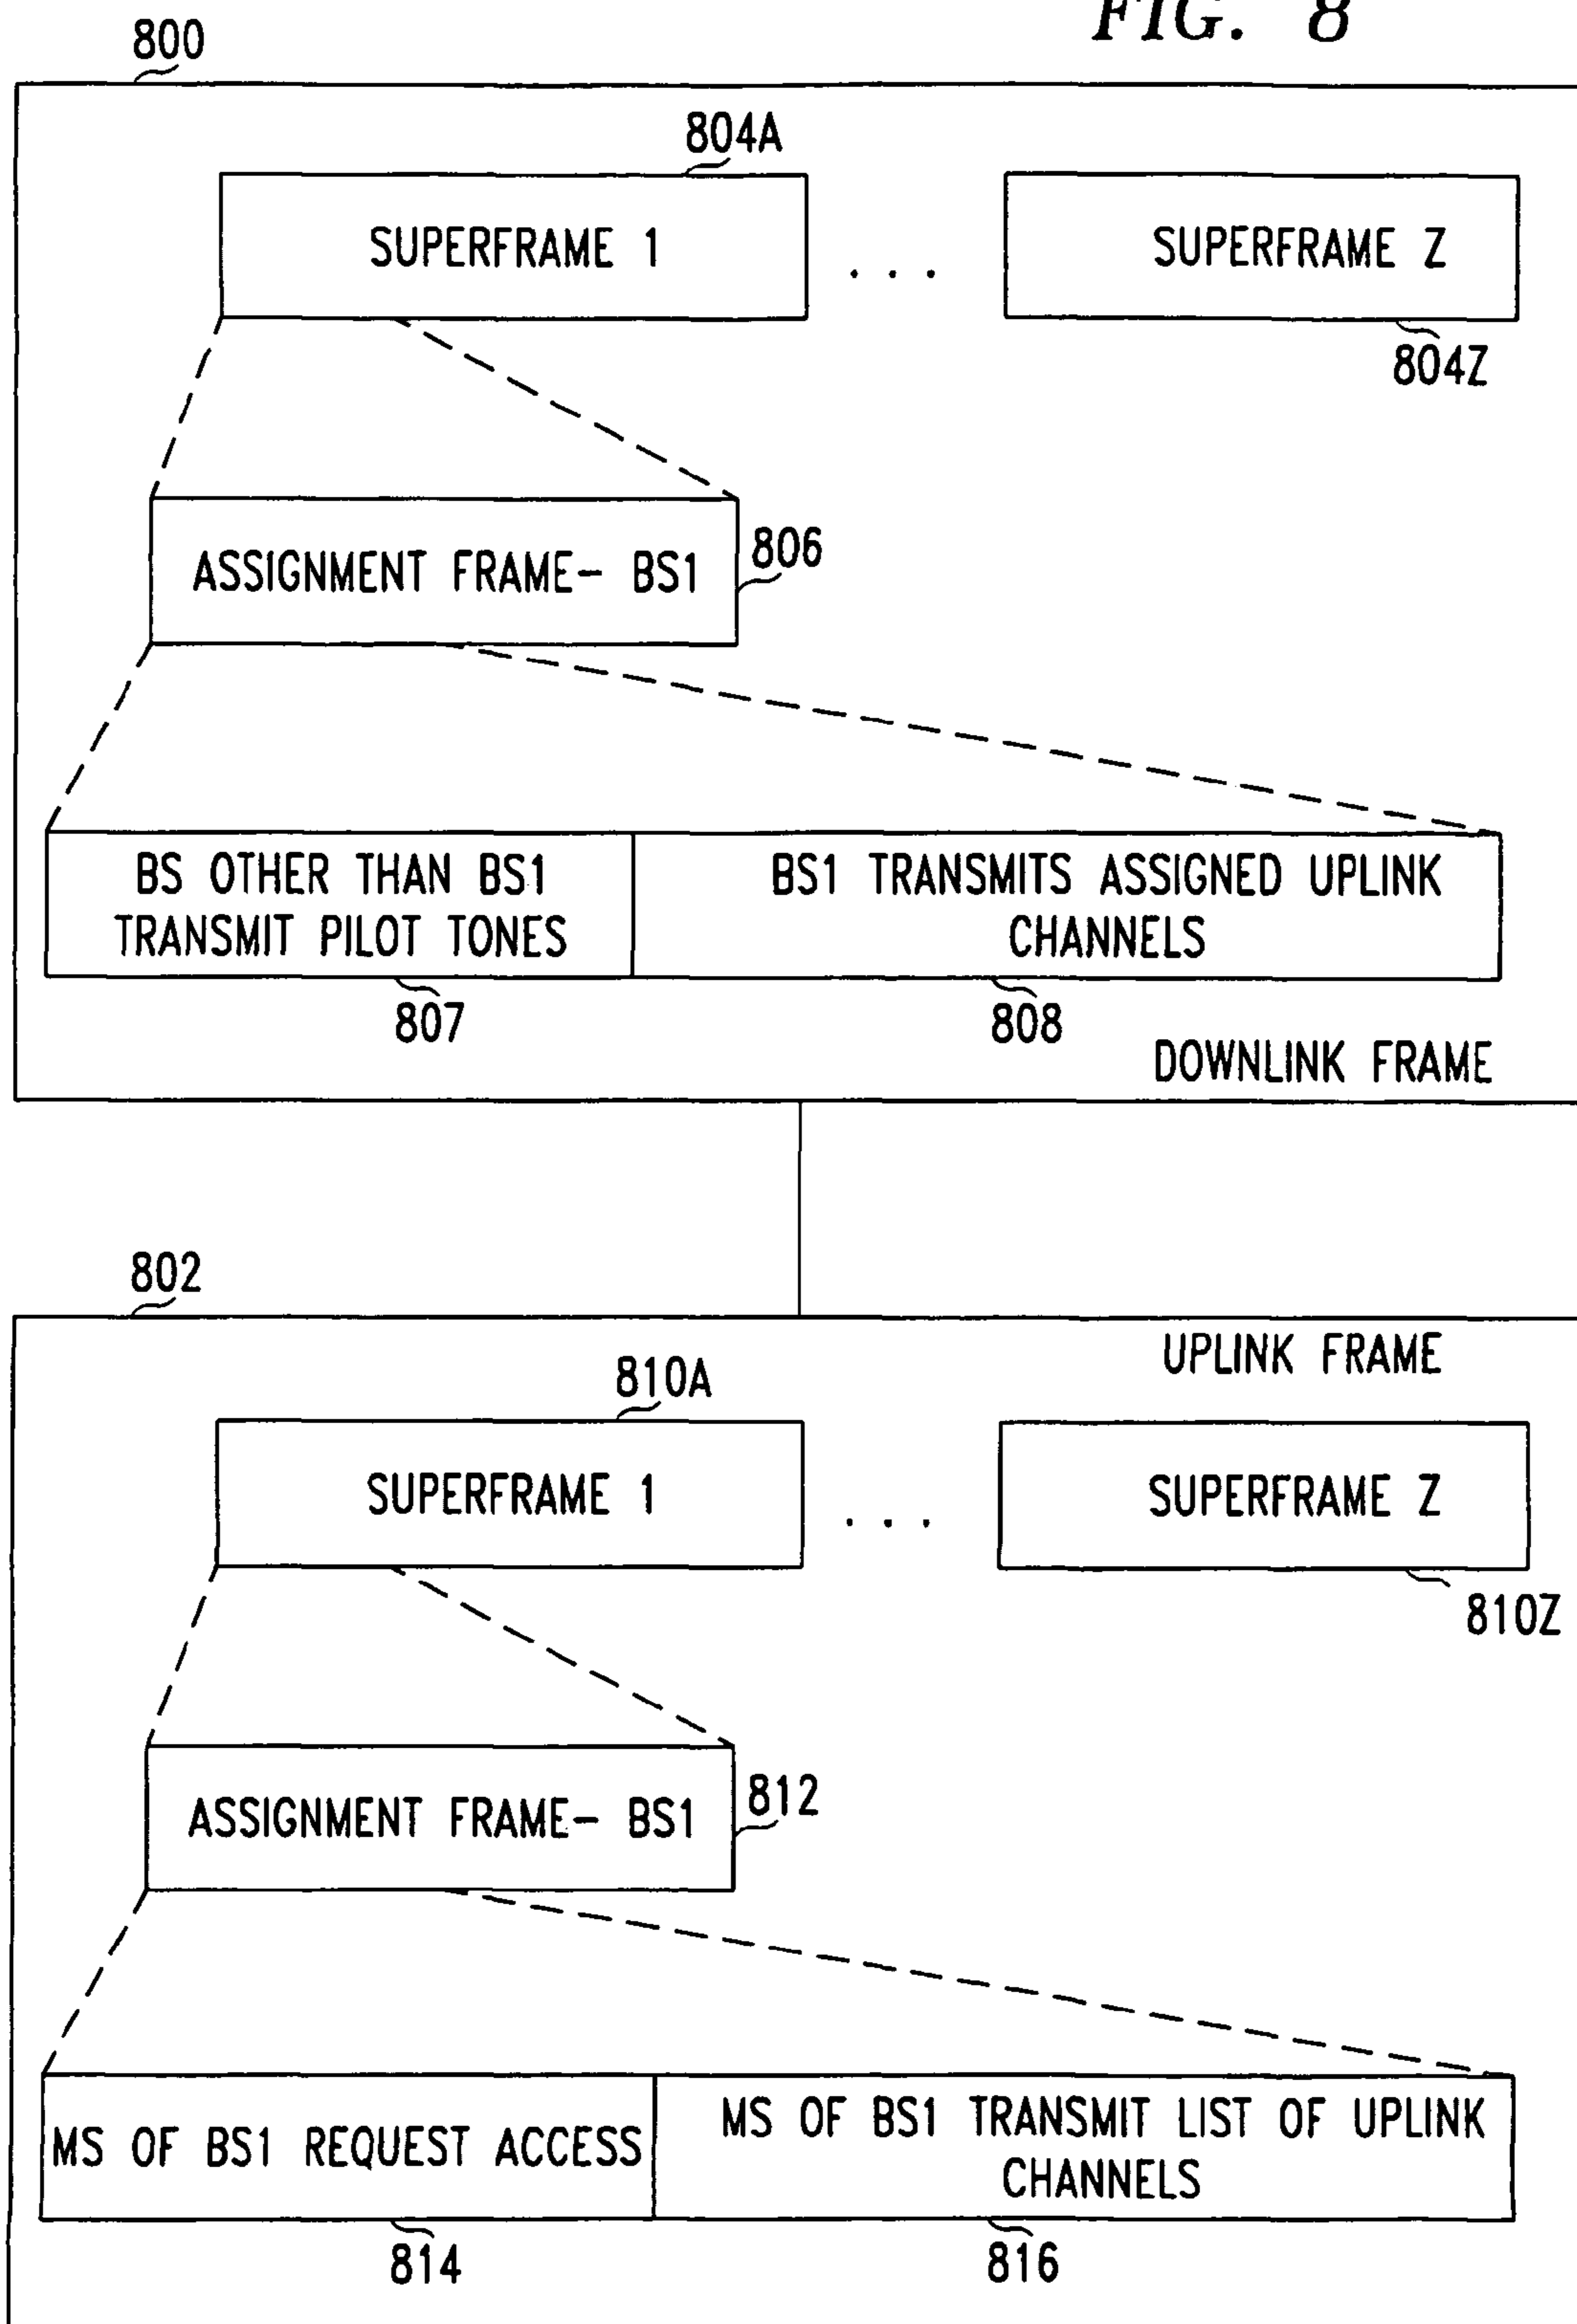 FIG. 8
800
804A
SUPERFRAME 1
. . .
SUPERFRAME Z
804Z
ASSIGNMENT FRAME- BS1
806
BS OTHER THAN BS1
TRANSMIT PILOT TONES
BS1 TRANSMITS ASSIGNED UPLINK
CHANNELS
807
808
DOWNLINK FRAME
802
UPLINK FRAME
810A
SUPERFRAME 1
. . .
SUPERFRAME Z
810Z
ASSIGNMENT FRAME- BS1
812
MS OF BS1 REQUEST ACCESS
MS OF BS1 TRANSMIT LIST OF UPLINK
CHANNELS
814
816